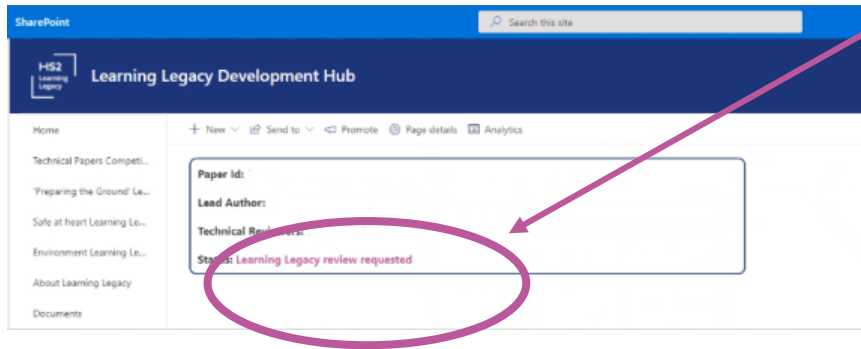 SharePoint
Search this site
HS2
Learning
Legacy
Learning Legacy Development Hub
+ New Send to Promote Page details Analytics
Home
Technical Papers Competi...
'Preparing the Ground' Le...
Safe at heart Learning Le...
Environment Learning Le...
About Learning Legacy
Documents
Paper Id:
Lead Author:
Technical Reviewers:
Status: Learning Legacy review requested